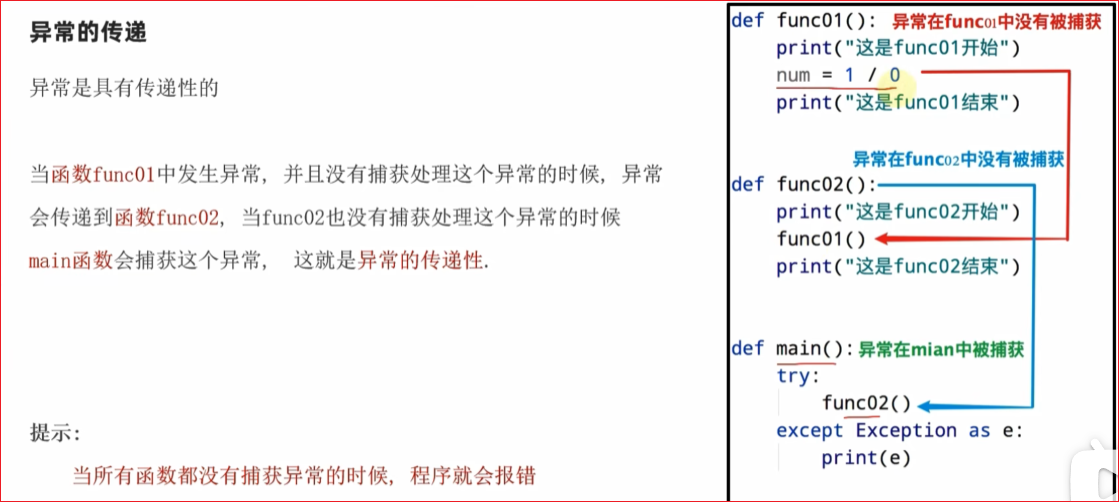 异常的传递
异常是具有传递性的
当函数func01中发生异常, 并且没有捕获处理这个异常的时候, 异常
会传递到函数func02, 当func02也没有捕获处理这个异常的时候
main函数会捕获这个异常, 这就是异常的传递性.
提示:
当所有函数都没有捕获异常的时候, 程序就会报错
def func01(): 异常在func01中没有被捕获
print("这是func01开始")
num = 1 / 0
print("这是func01结束")
异常在func02中没有被捕获
def func02():
print("这是func02开始")
func01()
print("这是func02结束")
def main(): 异常在mian中被捕获
try:
func02()
except Exception as e:
print(e)